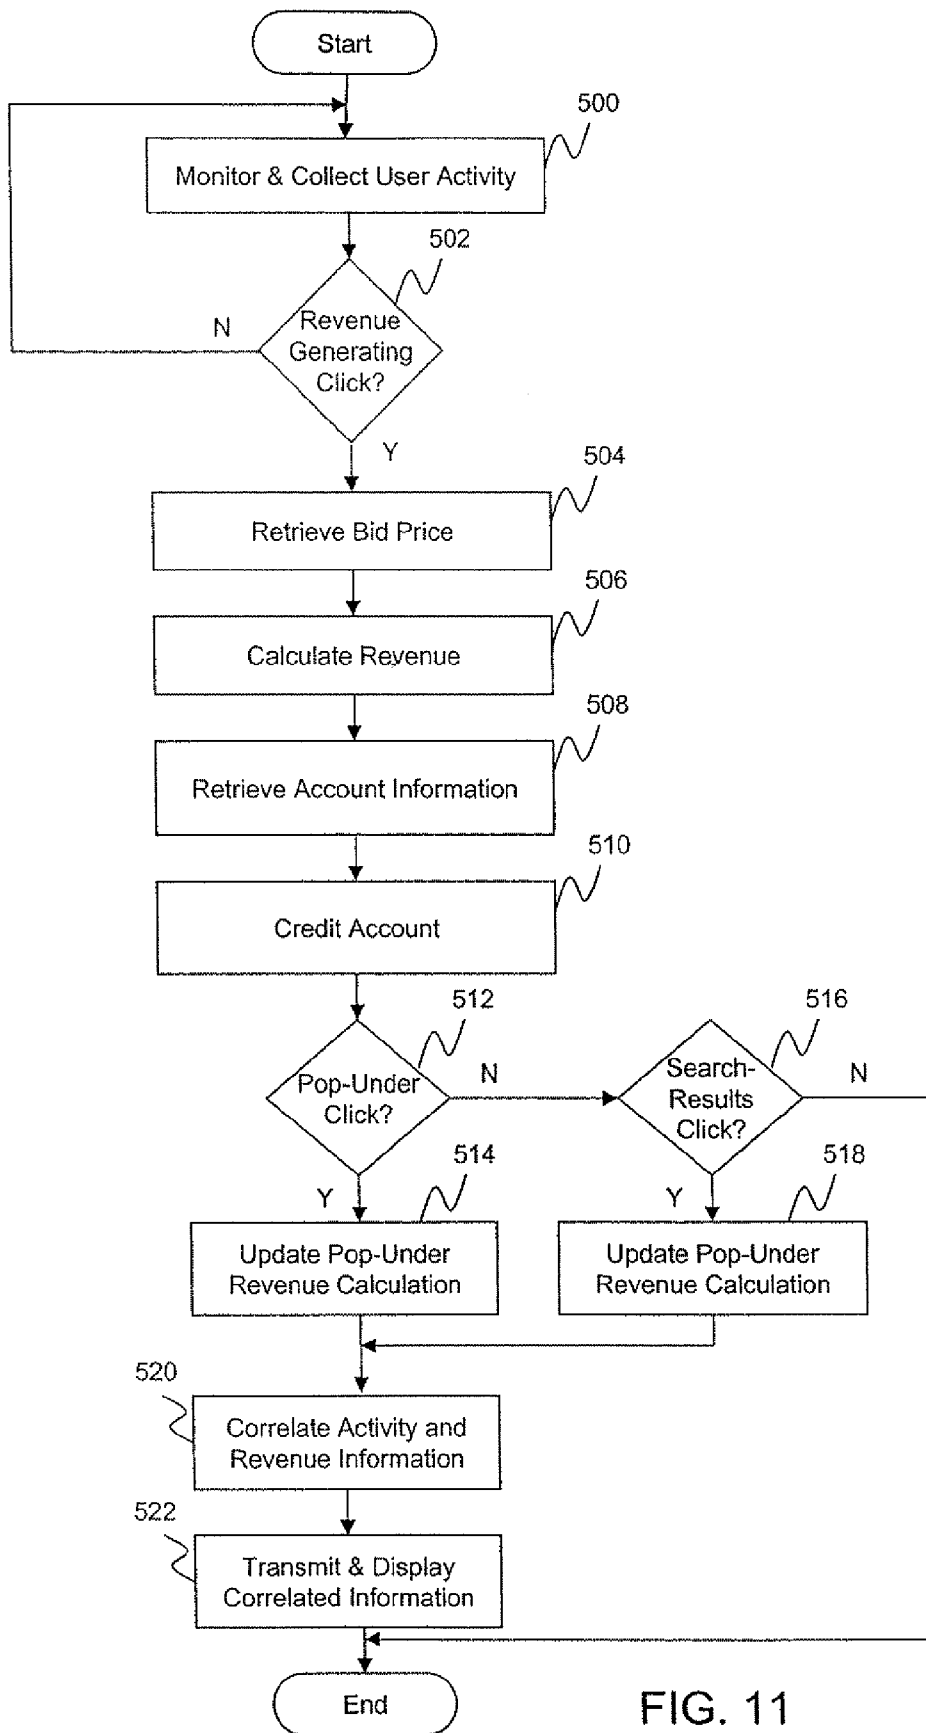 Start
500
Monitor & Collect User Activity
502
Revenue
Generating
Click?
N
Y
504
Retrieve Bid Price
506
Calculate Revenue
508
Retrieve Account Information
510
Credit Account
512
Pop-Under
Click?
N
516
Search-
Results
Click?
N
Y
514
Y
518
Update Pop-Under
Revenue Calculation
Update Pop-Under
Revenue Calculation
520
Correlate Activity and
Revenue Information
522
Transmit & Display
Correlated Information
End
FIG. 11